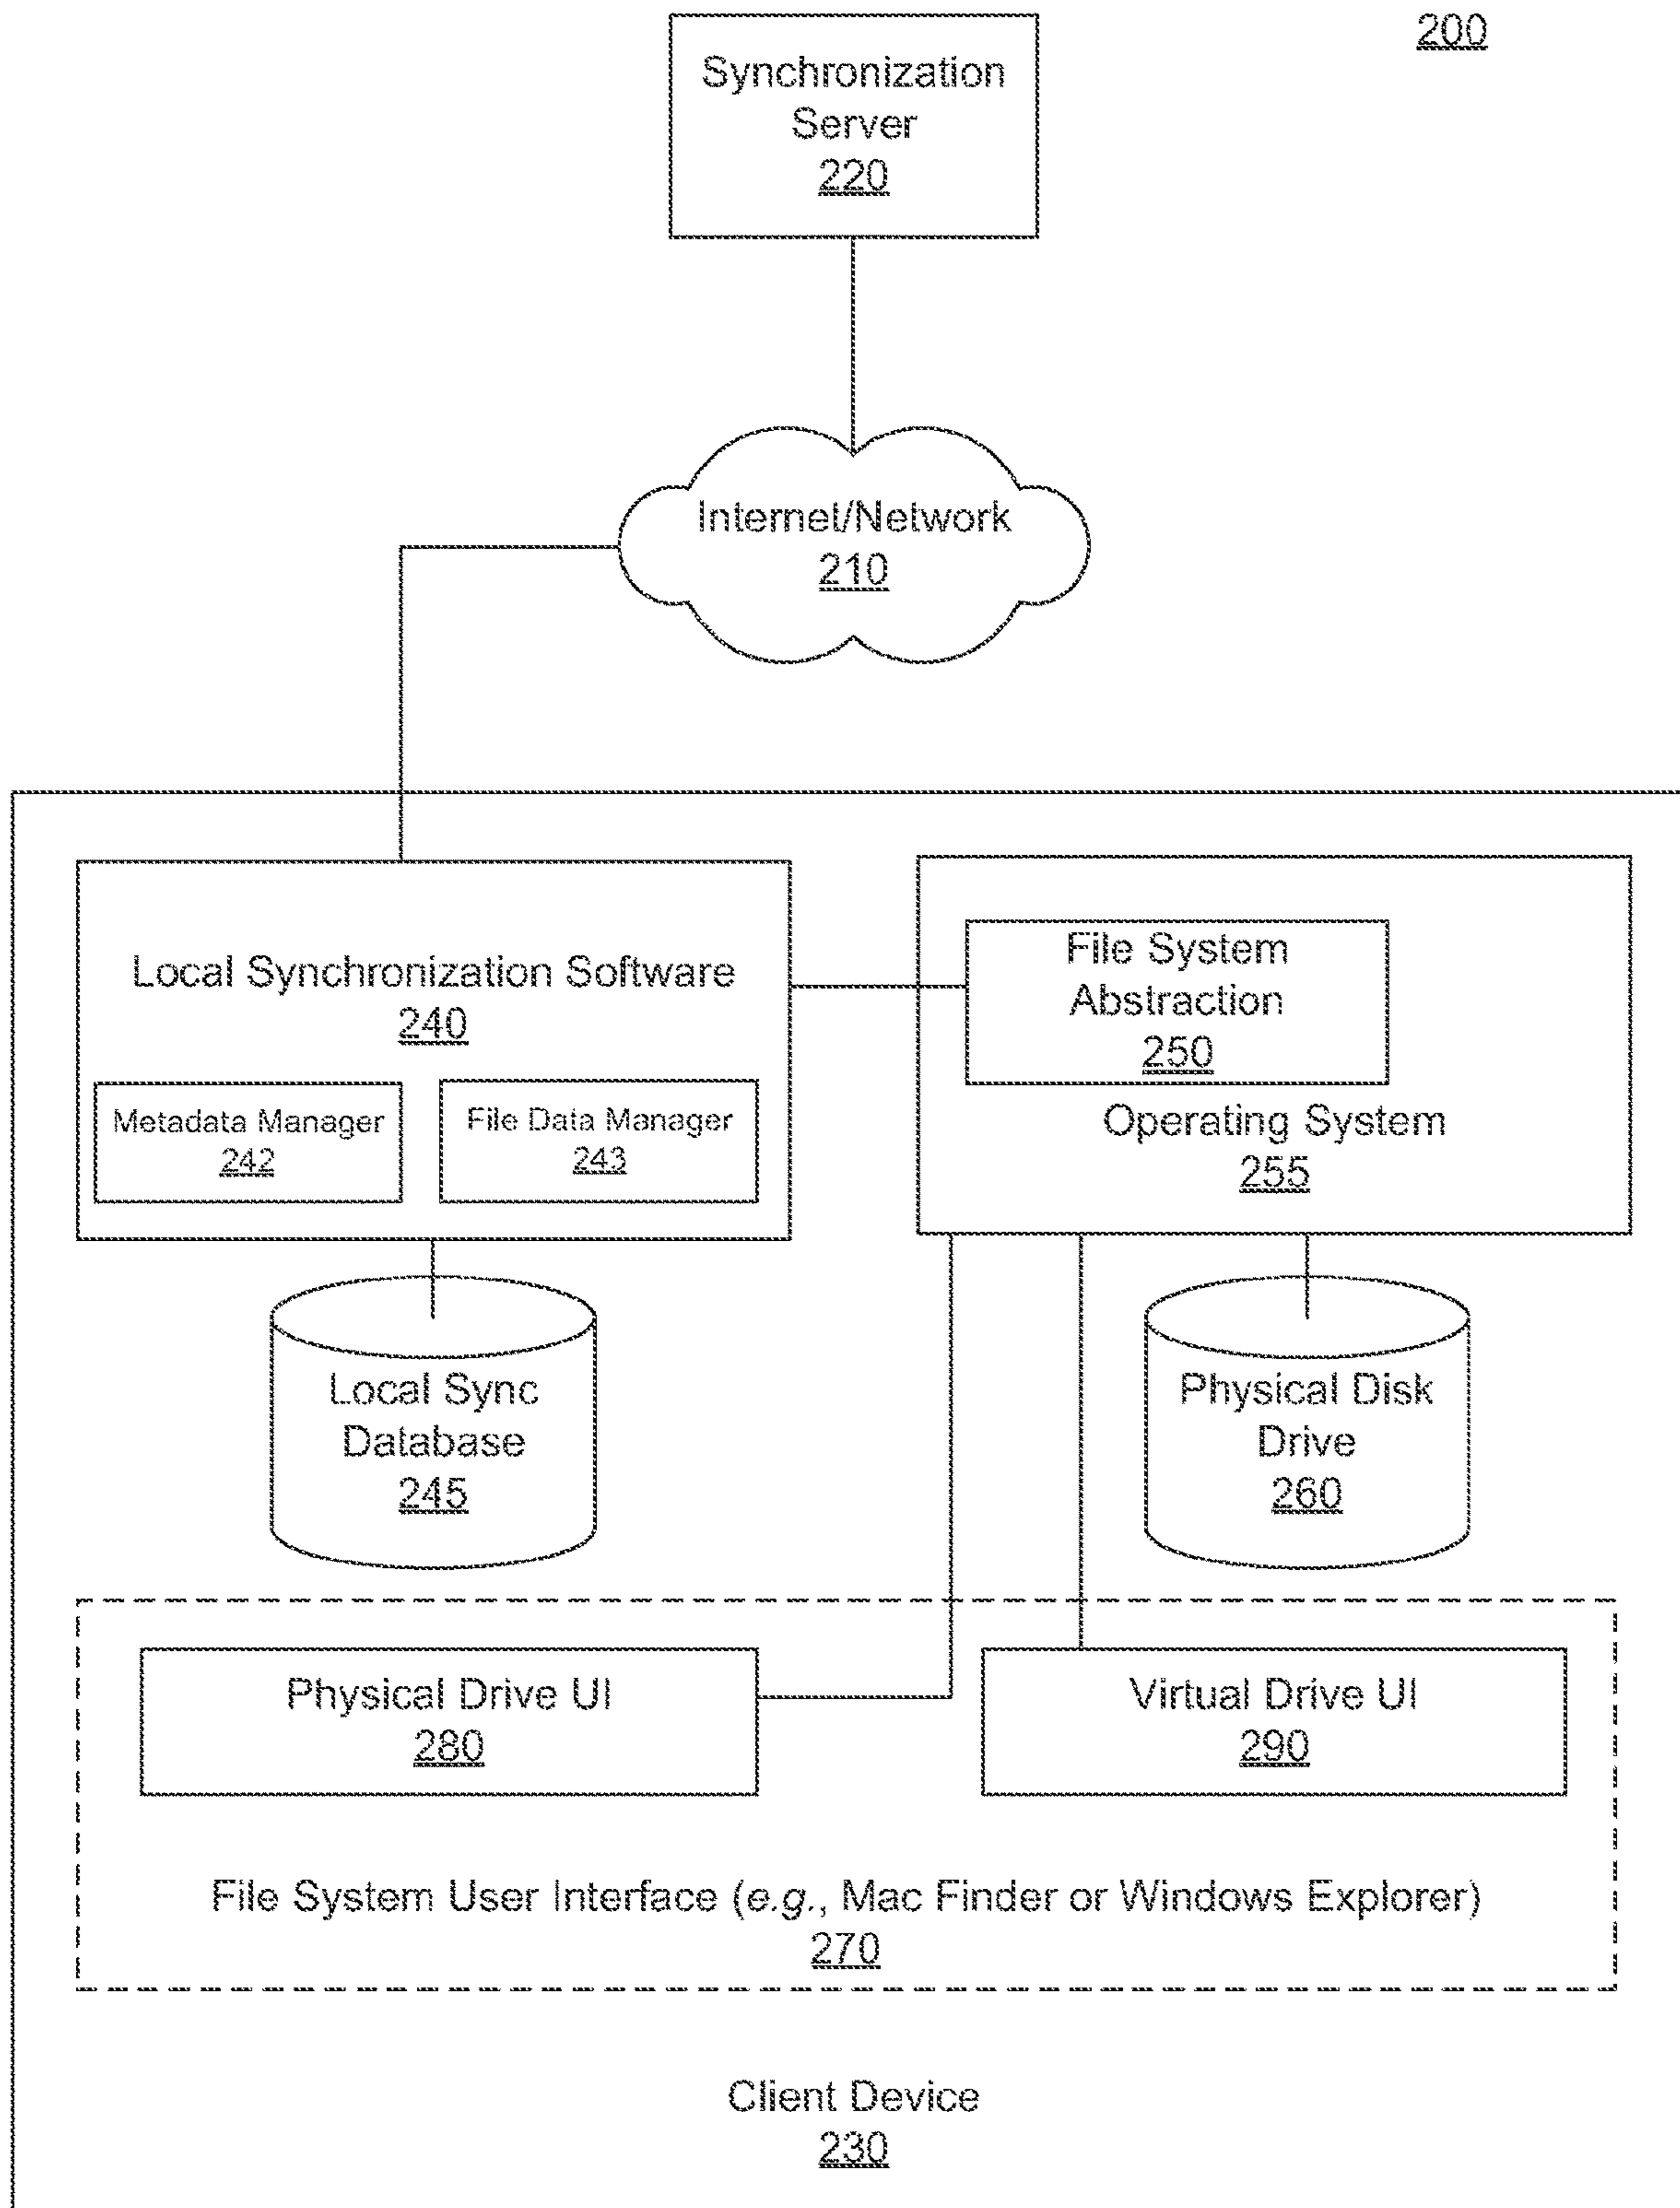 200
Synchronization
Server
220
Internet/Network
210
Local Synchronization Software
240
Metadata Manager
242
File Data Manager
243
File System
Abstraction
250
Operating System
255
Local Sync
Database
245
Physical Disk
Drive
260
Physical Drive UI
280
Virtual Drive UI
290
File System User Interface (e.g., Mac Finder or Windows Explorer)
270
Client Device
230